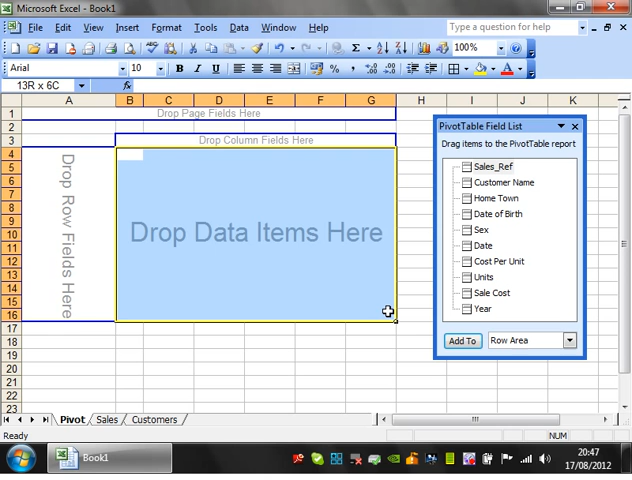 Microsoft Excel - Book1
File Edit View Insert Format Tools Data Window Help
Type a question for help
Σ
100%
Arial 10 B I U
13R x 6C fx
A B C D E F G H I J K
1 Drop Page Fields Here
2
3 Drop Column Fields Here
4
5
6
7
8
9
10
11
12
13
14
15
16
17
18
19
20
21
22
23
Drop Row Fields Here
Drop Data Items Here
PivotTable Field List
Drag items to the PivotTable report
Sales_Ref
Customer Name
Home Town
Date of Birth
Sex
Date
Cost Per Unit
Units
Sale Cost
Year
Add To Row Area
Pivot Sales Customers
Ready NUM
Book1
20:47
17/08/2012